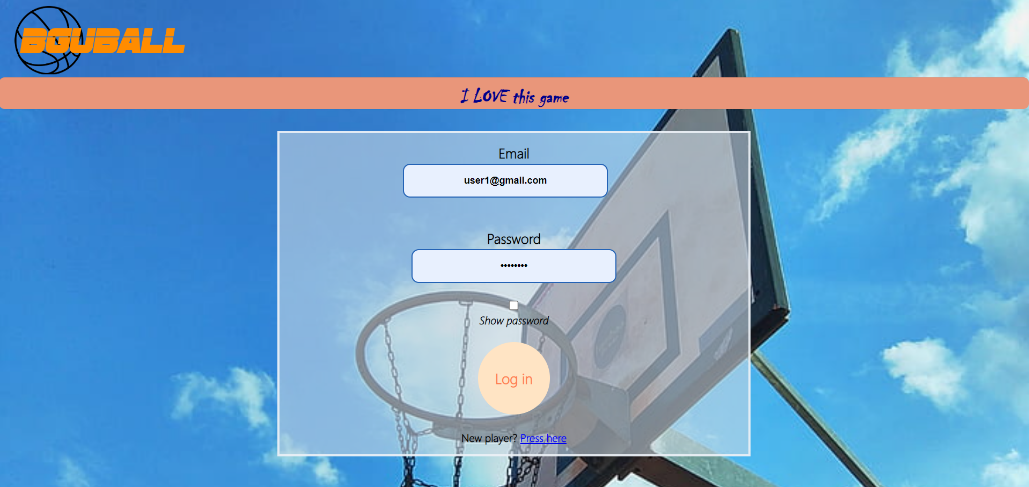 BGUBALL
I LOVE this game
Email
user1@gmail.com
Password
••••••••
Show password
Log in
New player? Press here